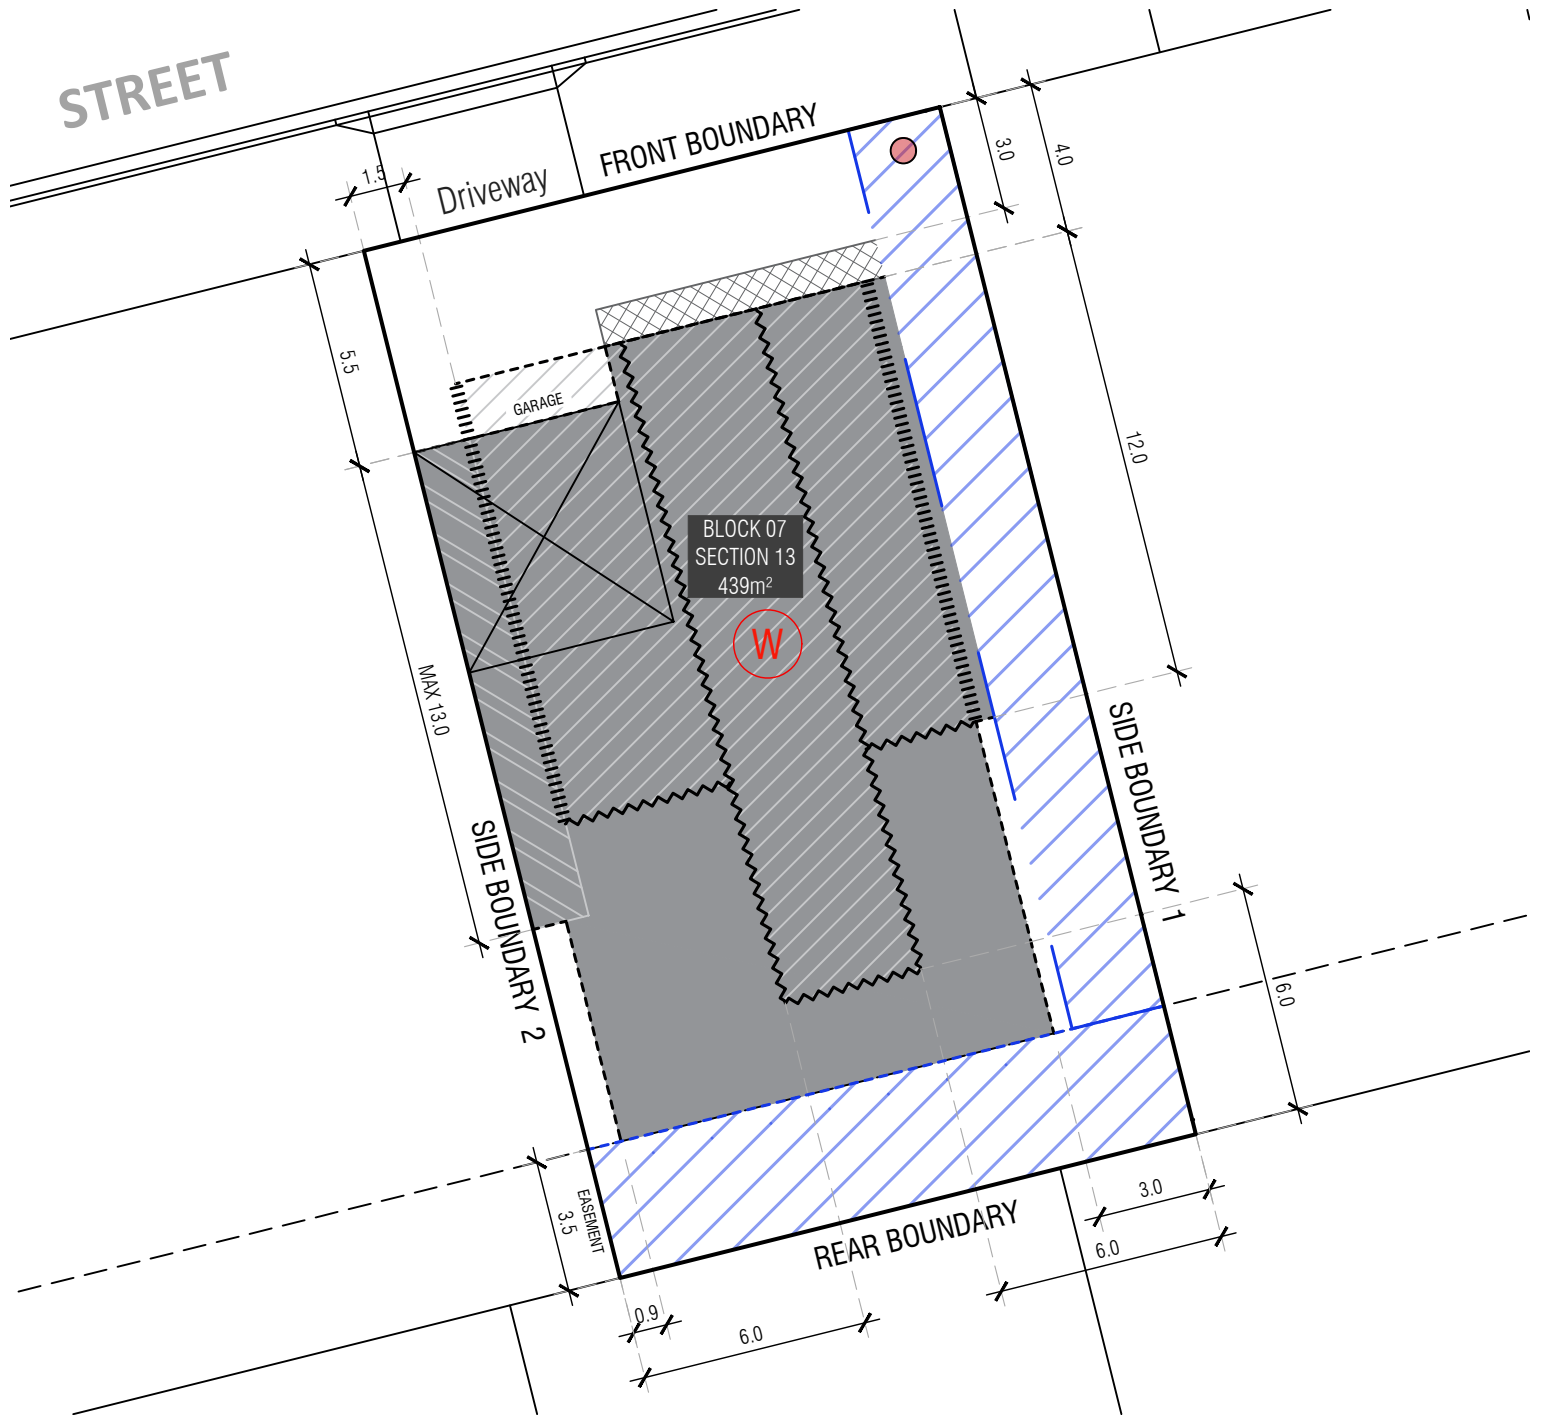 STREET
FRONT BOUNDARY
Driveway
1.5
3.0
4.0
5.5
GARAGE
12.0
BLOCK 07
SECTION 13
439m²
W
MAX 13.0
SIDE BOUNDARY 1
SIDE BOUNDARY 2
6.0
EASEMENT
3.5
REAR BOUNDARY
3.0
6.0
0.9
6.0